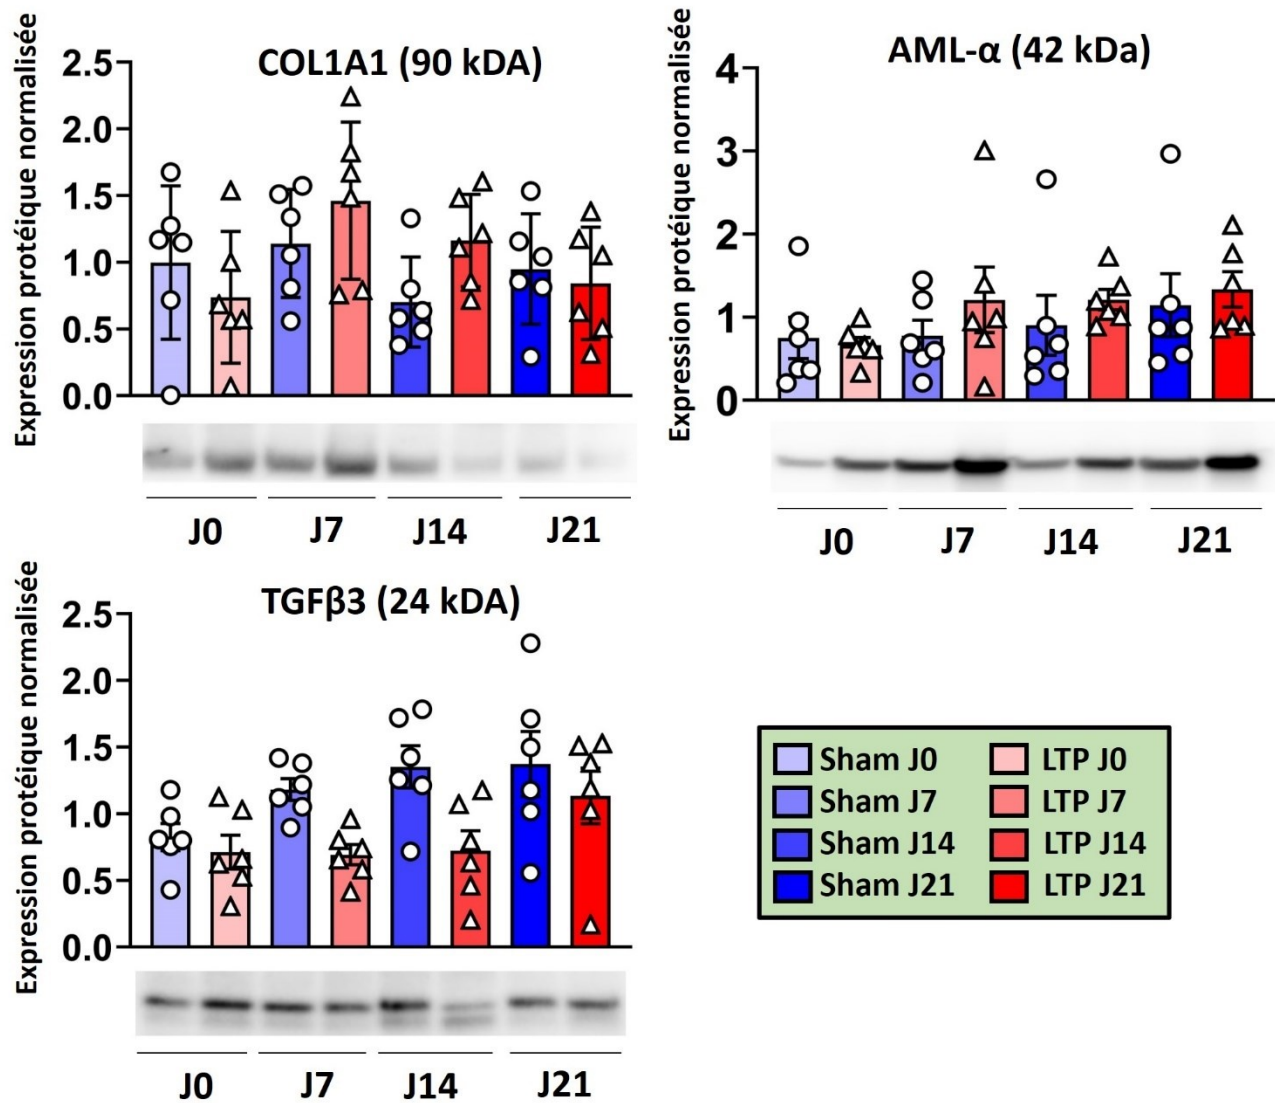 COL1A1 (90 kDA)
Expression protéique normalisée
2.5
2.0
1.5
1.0
0.5
0.0
J0
J7
J14
J21
AML-α (42 kDa)
Expression protéique normalisée
4
3
2
1
0
J0
J7
J14
J21
TGFβ3 (24 kDA)
Expression protéique normalisée
2.5
2.0
1.5
1.0
0.5
0.0
J0
J7
J14
J21
Sham J0
LTP J0
Sham J7
LTP J7
Sham J14
LTP J14
Sham J21
LTP J21